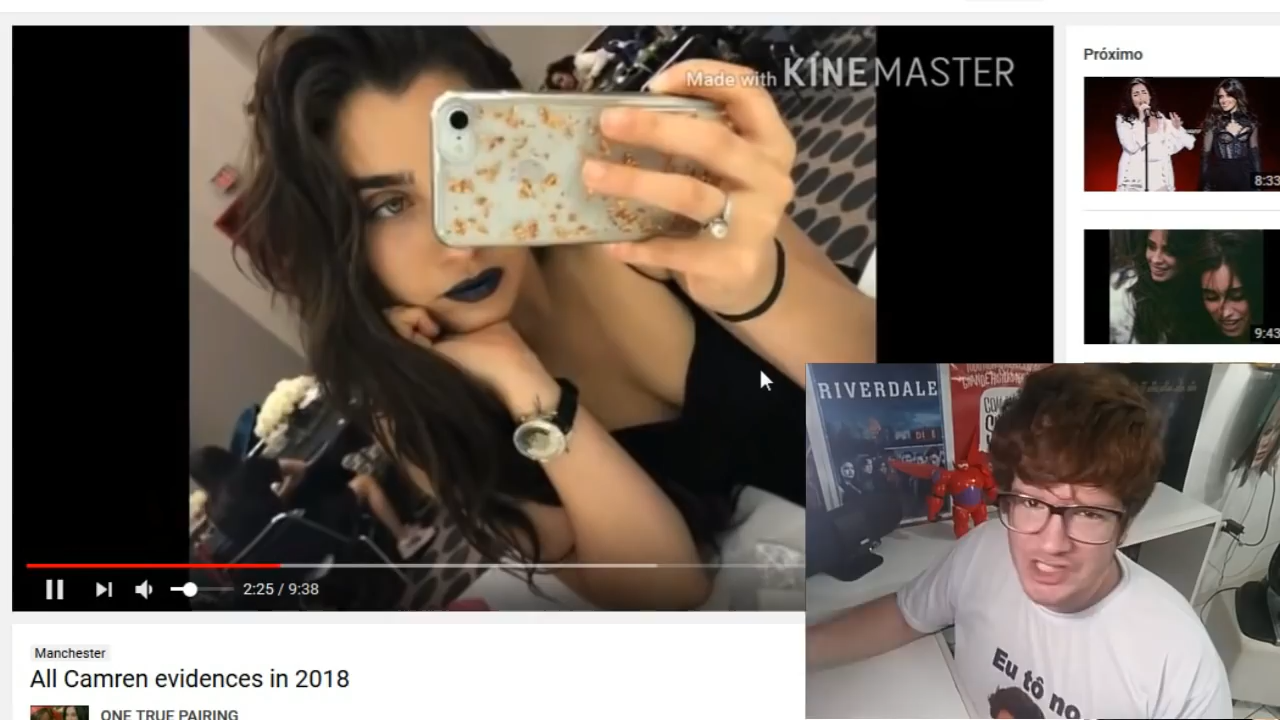 Made with KINEMASTER
Próximo
8:33
9:43
2:25 / 9:38
RIVERDALE
Manchester
All Camren evidences in 2018
ONE TRUE PAIRING
Eu tô no